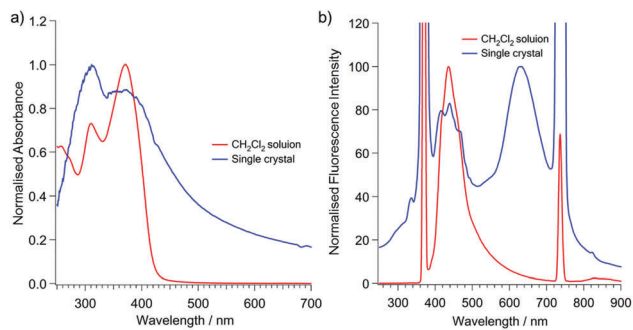 a)
1.2
1.0
0.8
0.6
0.4
0.2
0.0
Normalised Absorbance
CH2Cl2 soluion
Single crystal
300 400 500 600 700
Wavelength / nm
b)
120
100
80
60
40
20
0
Normalised Fluorescence Intensity
CH2Cl2 soluion
Single crystal
300 400 500 600 700 800 900
Wavelength / nm